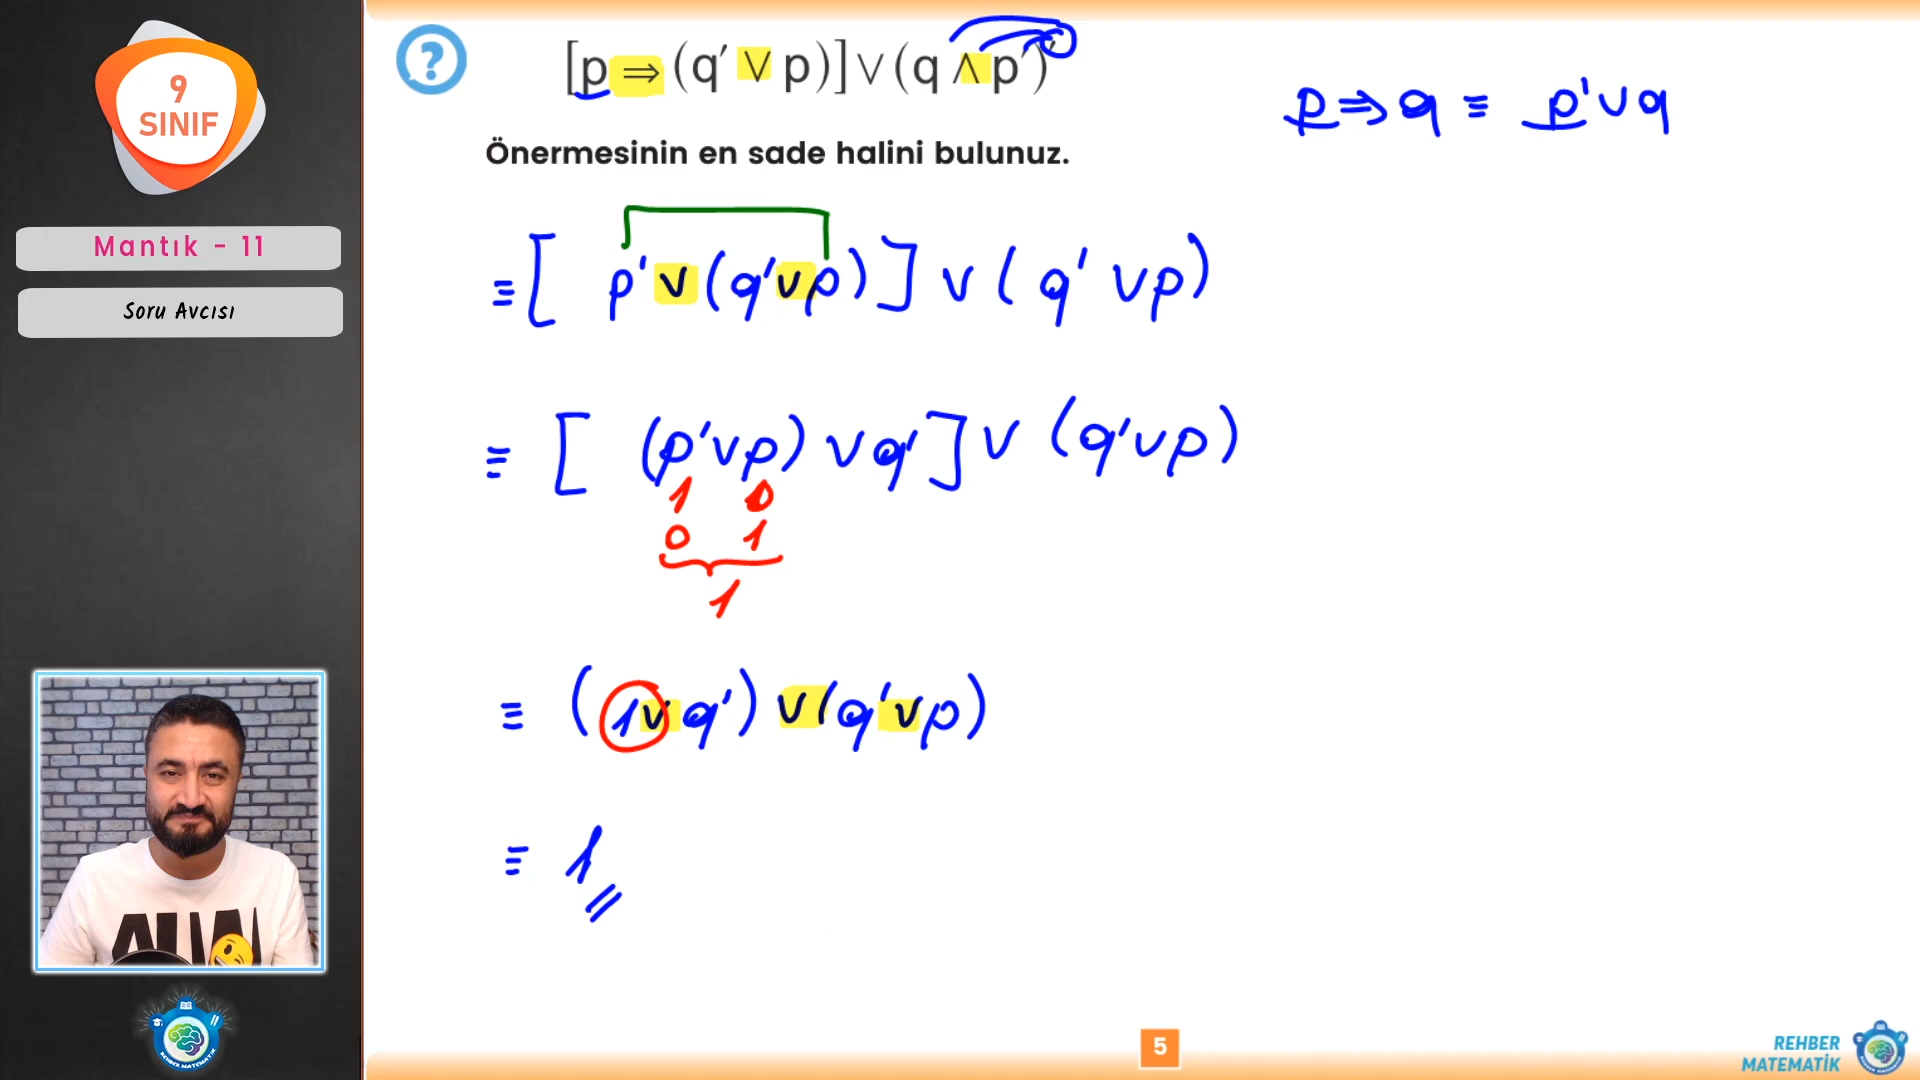 9
SINIF
Mantık - 11
Soru Avcısı
?
[p ⇒ (q′ ∨ p)] ∨ (q ∧ p′)′
Önermesinin en sade halini bulunuz.
p ⇒ q ≡ p′ ∨ q
≡ [ p′ ∨ (q′ ∨ p) ] ∨ ( q′ ∨ p)
≡ [ (p′ ∨ p) ∨ q′ ] ∨ (q′ ∨ p)
1 0
0 1
1
≡ (1 ∨ q′) ∨ (q′ ∨ p)
≡ 1
5
REHBER
MATEMATİK